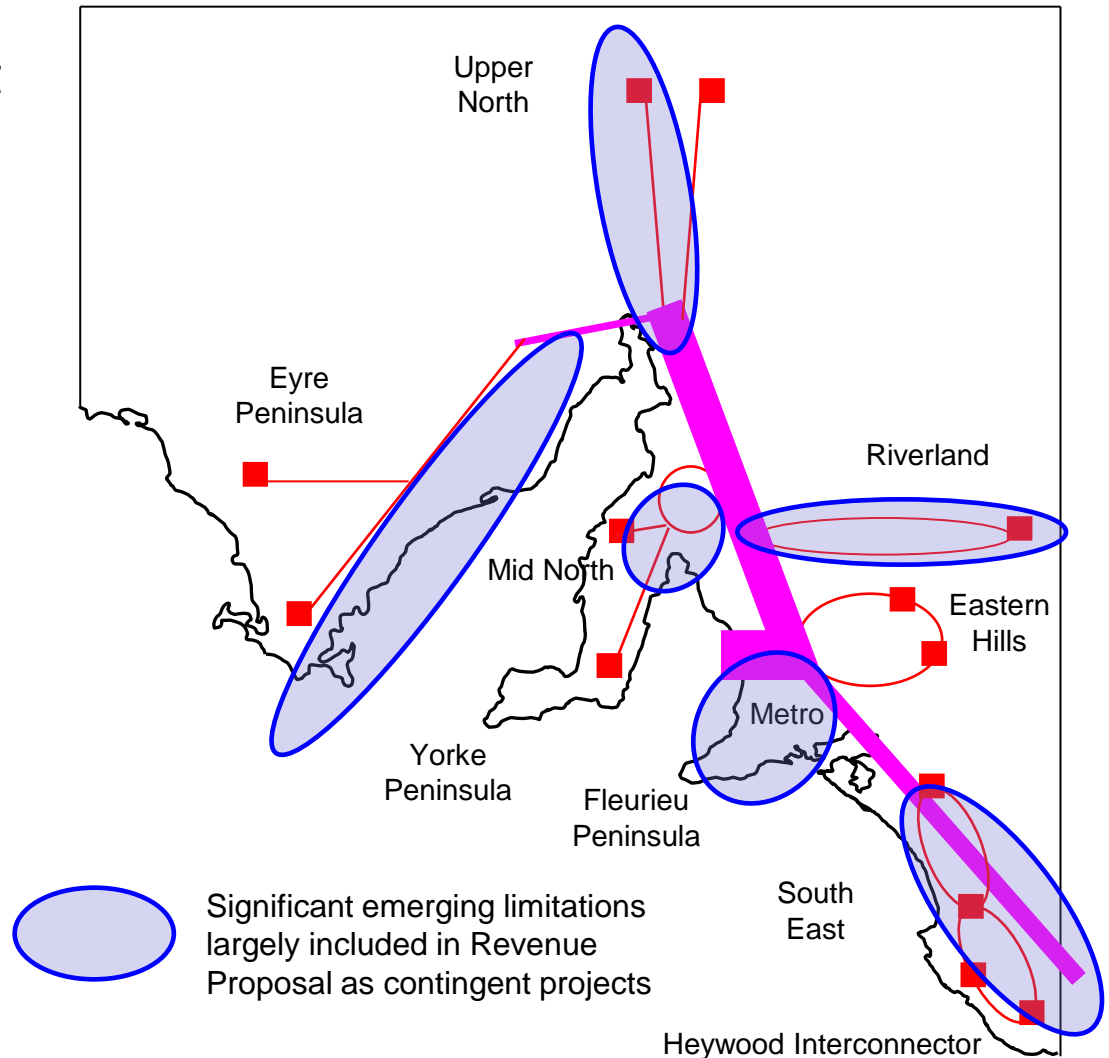 Upper
North
Eyre
Peninsula
Riverland
Mid North
Eastern
Hills
Metro
Yorke
Peninsula
Fleurieu
Peninsula
South
East
Significant emerging limitations
largely included in Revenue
Proposal as contingent projects
Heywood Interconnector